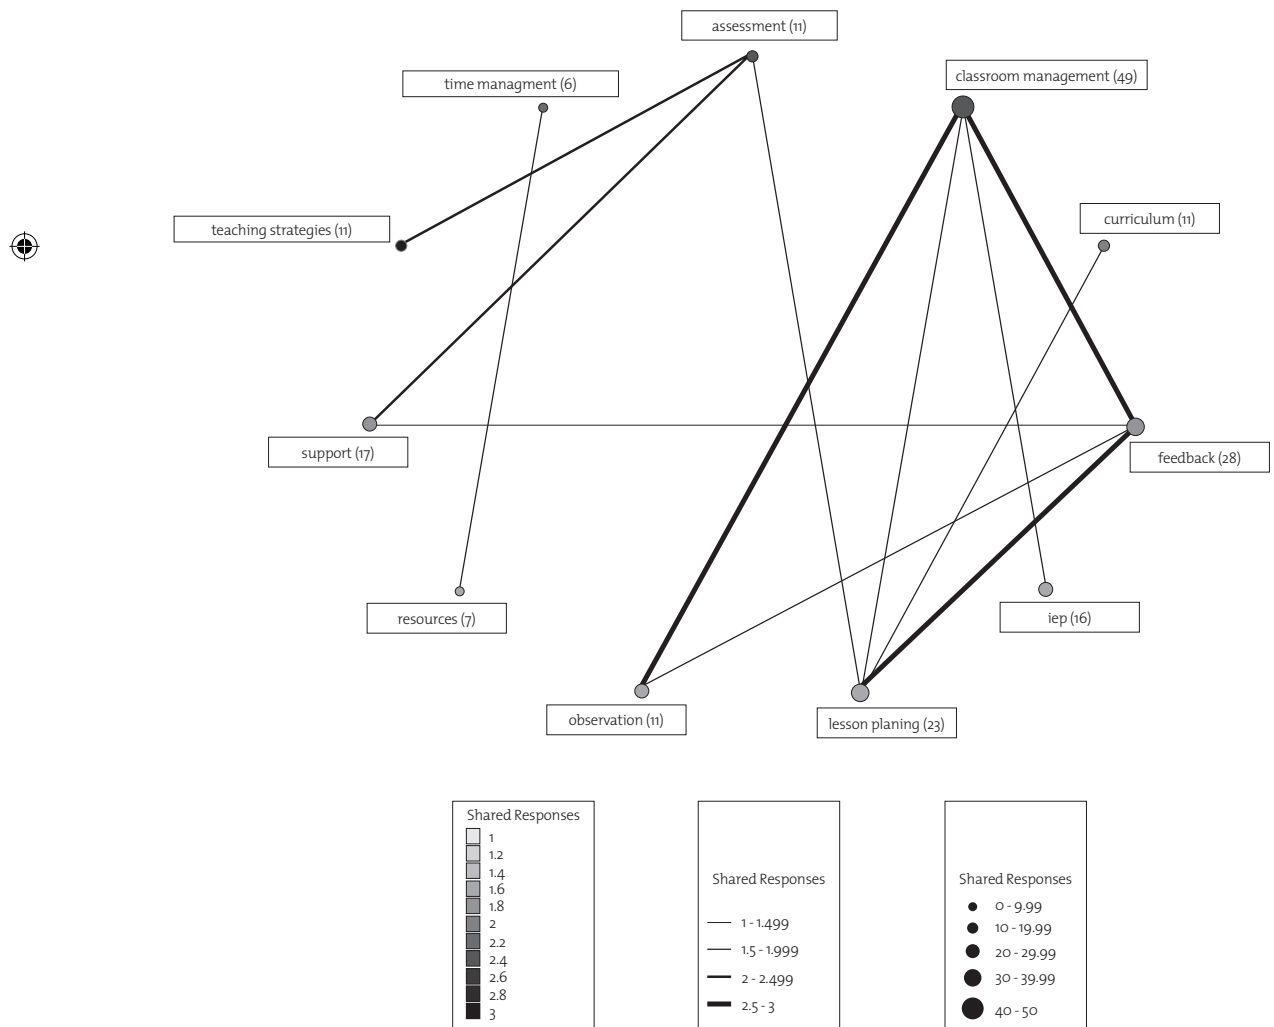 assessment (11)
time managment (6)
classroom management (49)
teaching strategies (11)
curriculum (11)
support (17)
feedback (28)
resources (7)
iep (16)
observation (11)
lesson planing (23)
Shared Responses
1
1.2
1.4
1.6
1.8
2
2.2
2.4
2.6
2.8
3
Shared Responses
1 - 1.499
1.5 - 1.999
2 - 2.499
2.5 - 3
Shared Responses
0 - 9.99
10 - 19.99
20 - 29.99
30 - 39.99
40 - 50